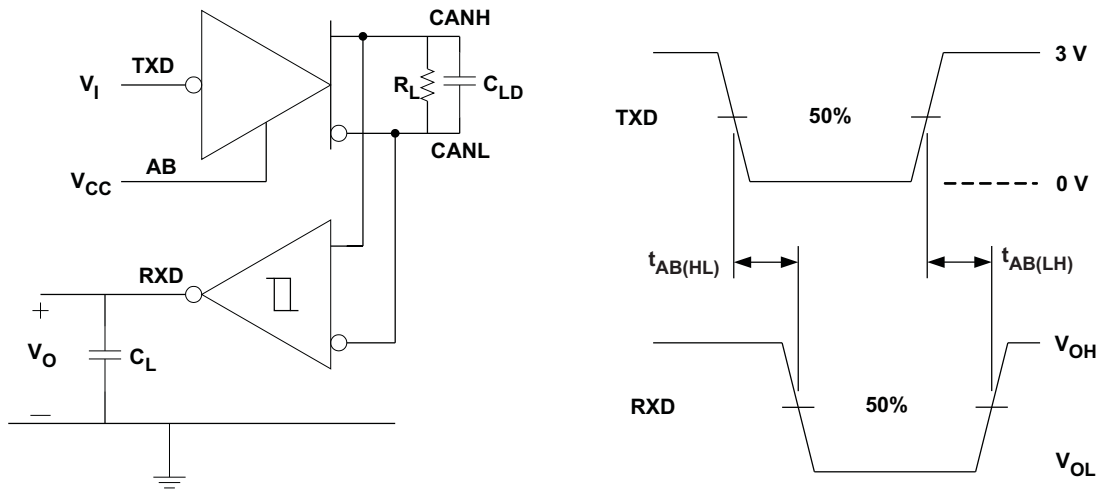 CANH
TXD
V_I
R_L
C_LD
CANL
AB
V_CC
RXD
+
V_O
C_L
–
3 V
TXD
50%
0 V
t_AB(HL)
t_AB(LH)
V_OH
RXD
50%
V_OL